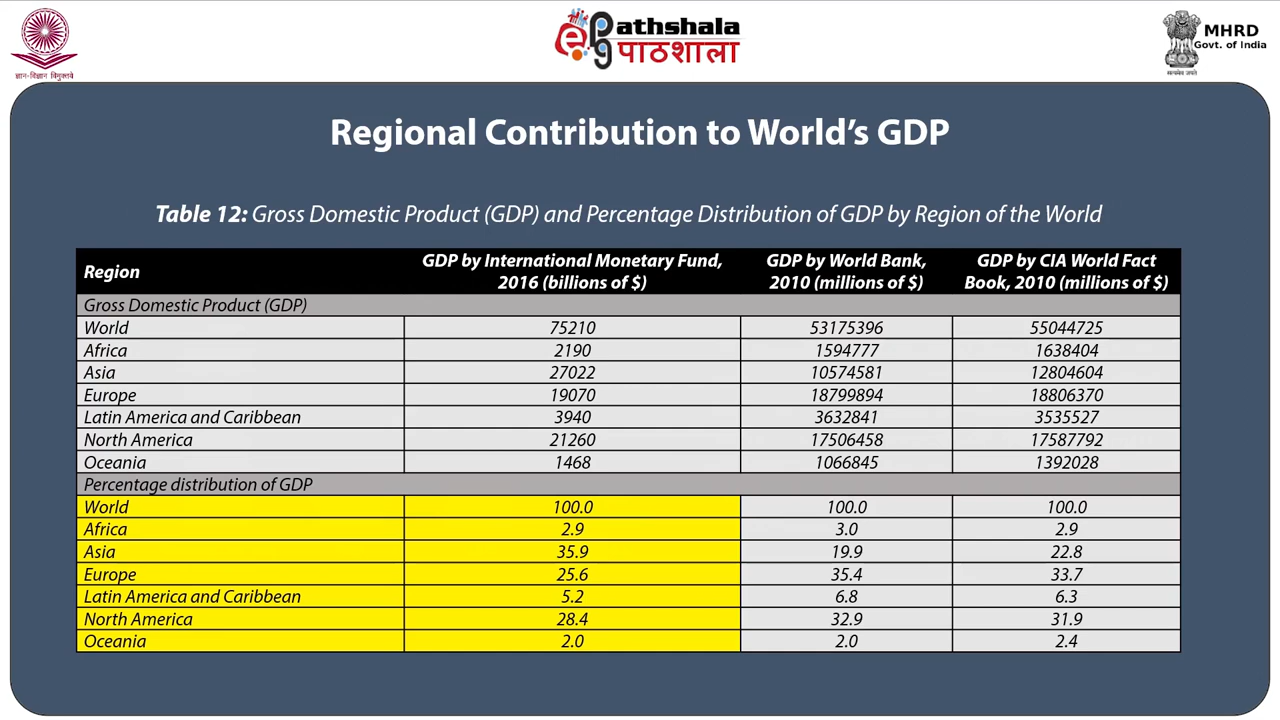 ज्ञान-विज्ञान विमुक्तये
ePathshala
पाठशाला
MHRD
Govt. of India
सत्यमेव जयते
Regional Contribution to World's GDP
Table 12: Gross Domestic Product (GDP) and Percentage Distribution of GDP by Region of the World
Region GDP by International Monetary Fund, 2016 (billions of $) GDP by World Bank, 2010 (millions of $) GDP by CIA World Fact Book, 2010 (millions of $)
Gross Domestic Product (GDP)
World 75210 53175396 55044725
Africa 2190 1594777 1638404
Asia 27022 10574581 12804604
Europe 19070 18799894 18806370
Latin America and Caribbean 3940 3632841 3535527
North America 21260 17506458 17587792
Oceania 1468 1066845 1392028
Percentage distribution of GDP
World 100.0 100.0 100.0
Africa 2.9 3.0 2.9
Asia 35.9 19.9 22.8
Europe 25.6 35.4 33.7
Latin America and Caribbean 5.2 6.8 6.3
North America 28.4 32.9 31.9
Oceania 2.0 2.0 2.4